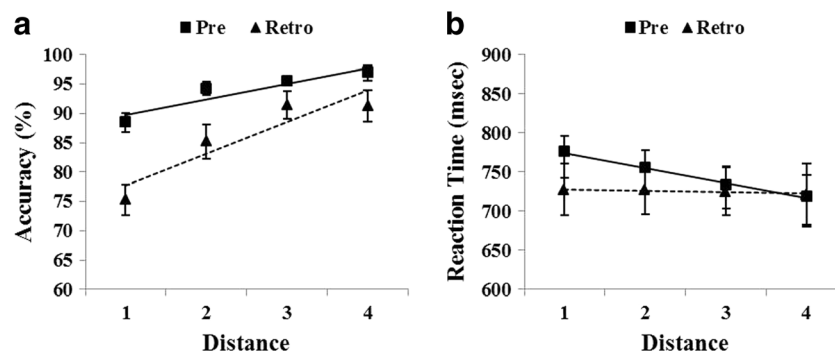 a
■ Pre ▲ Retro
Accuracy (%)
100
95
90
85
80
75
70
65
60
1 2 3 4
Distance
b
■ Pre ▲ Retro
Reaction Time (msec)
900
850
800
750
700
650
600
1 2 3 4
Distance